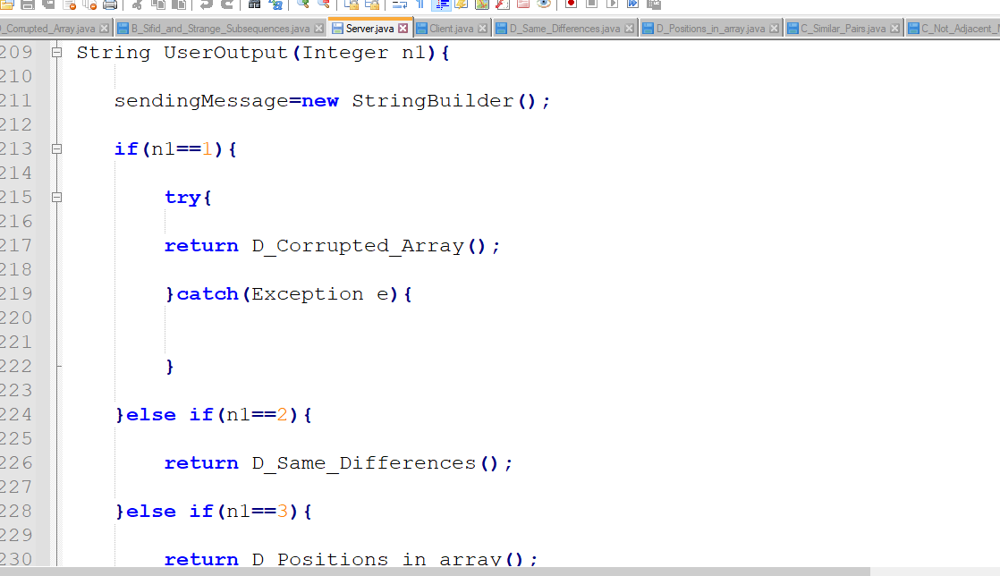 _Corrupted_Array.java B_Sifid_and_Strange_Subsequences.java Server.java Client.java D_Same_Differences.java D_Positions_in_array.java C_Similar_Pairs.java C_Not_Adjacent_
209 String UserOutput(Integer n1){
210
211 sendingMessage=new StringBuilder();
212
213 if(n1==1){
214
215 try{
216
217 return D_Corrupted_Array();
218
219 }catch(Exception e){
220
221
222 }
223
224 }else if(n1==2){
225
226 return D_Same_Differences();
227
228 }else if(n1==3){
229
230 return D_Positions_in_array();